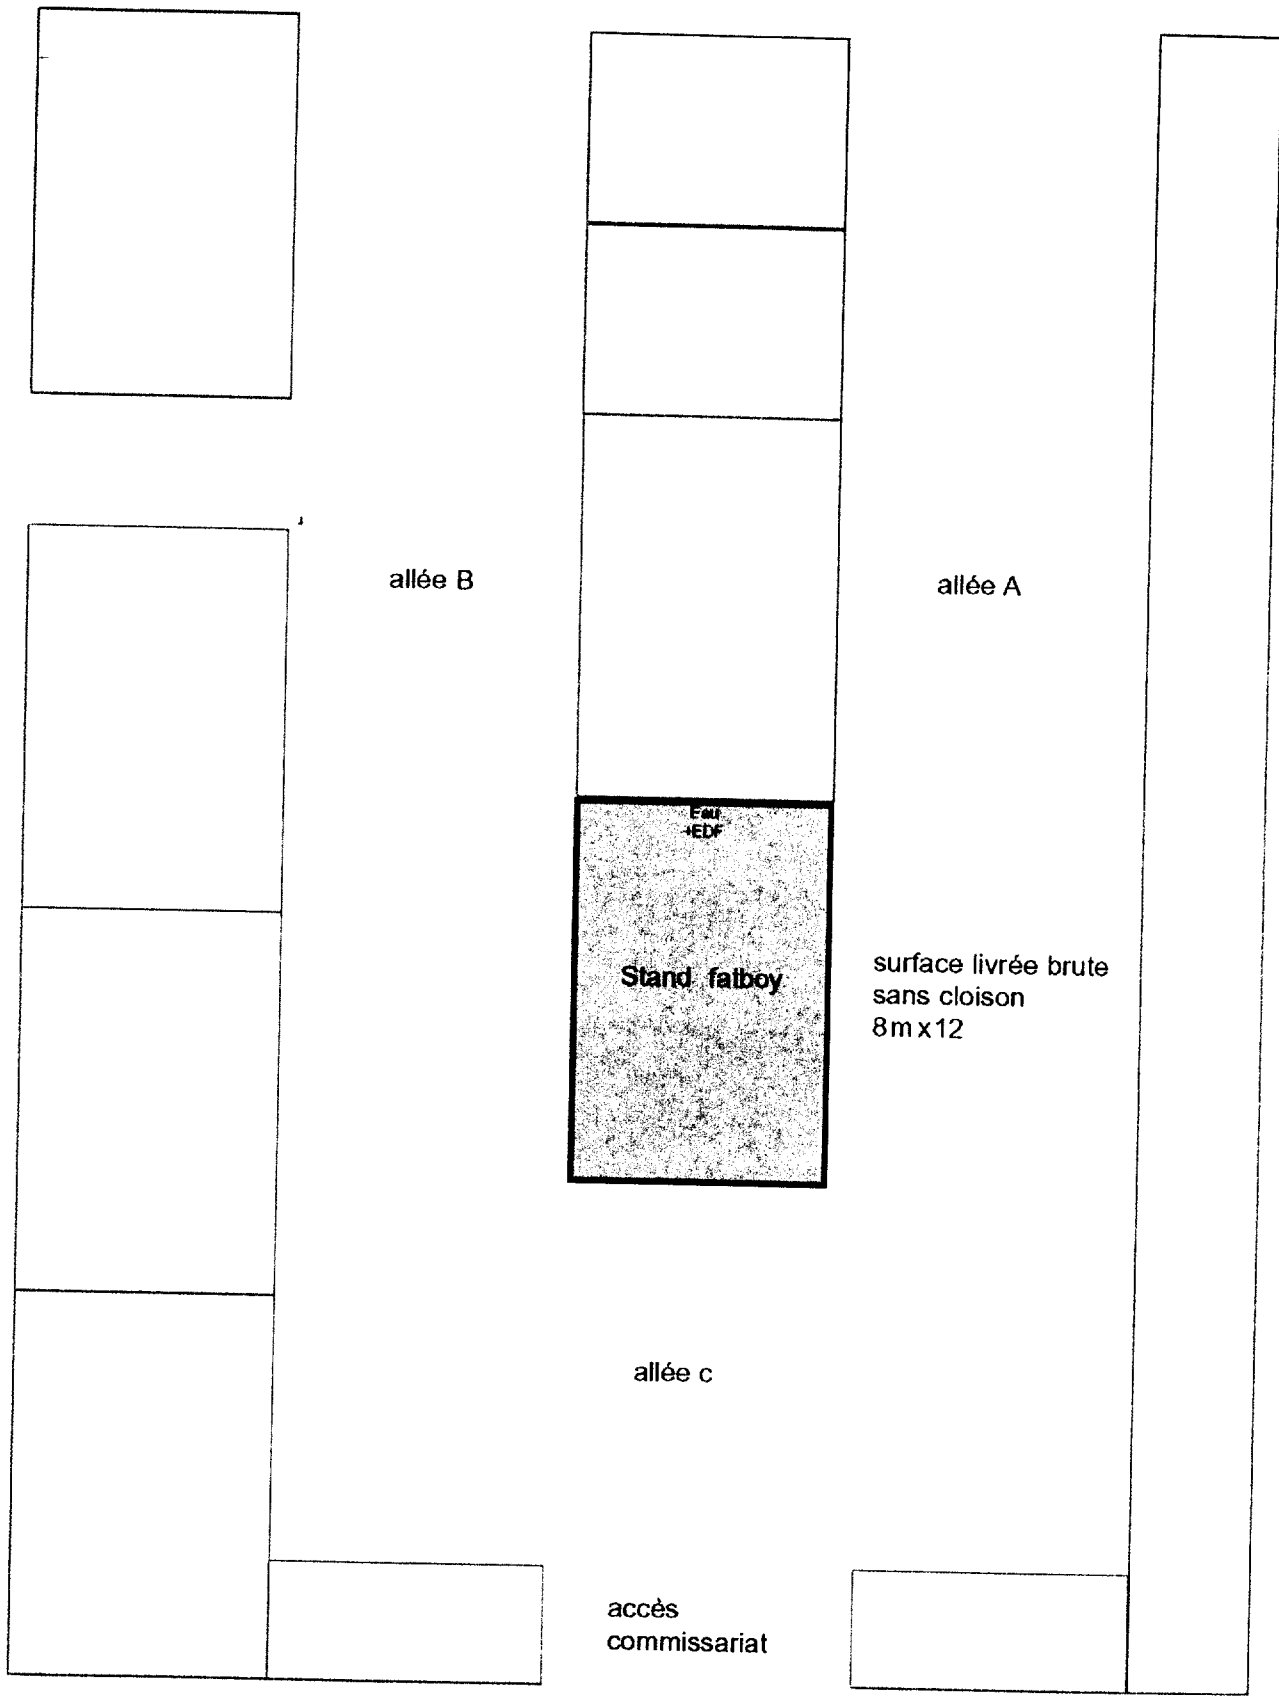 allée B
allée A
Eau
+EDF
Stand fatboy
surface livrée brute
sans cloison
8m x12
allée c
accès
commissariat